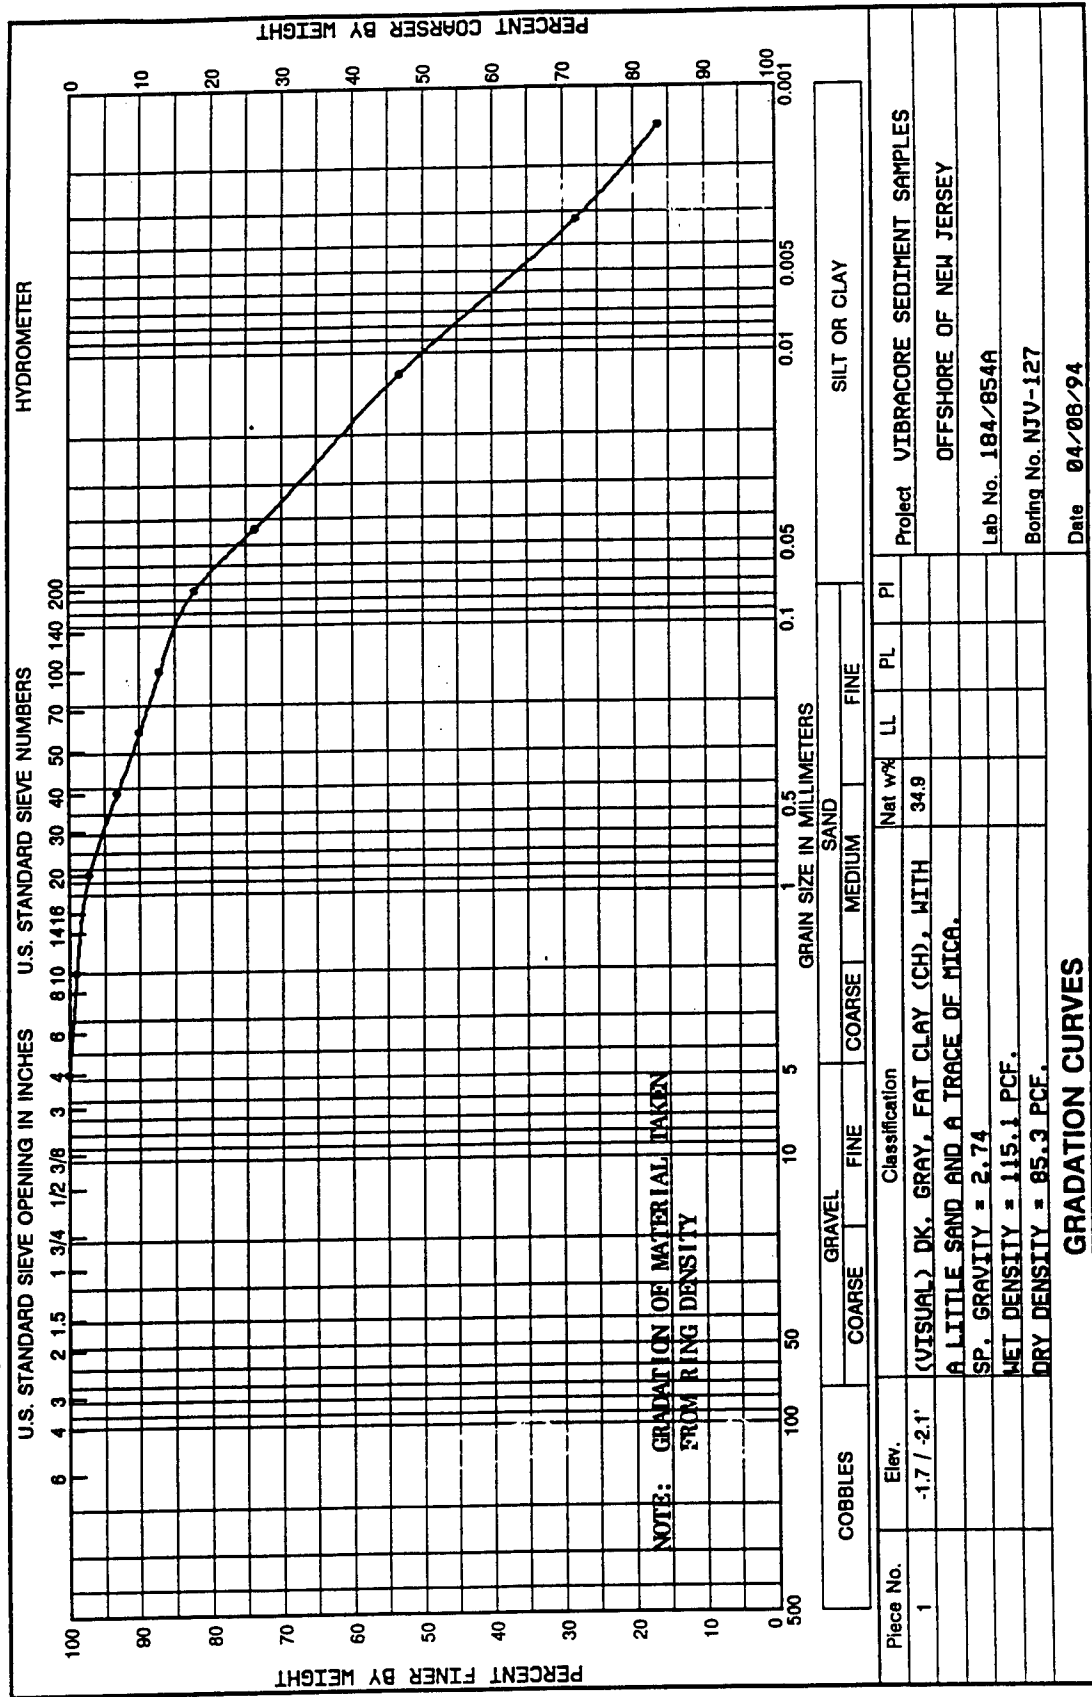 U.S. STANDARD SIEVE OPENING IN INCHES U.S. STANDARD SIEVE NUMBERS HYDROMETER
6 4 3 2 1.5 1 3/4 1/2 3/8 3 4 6 8 10 14 16 20 30 40 50 70 100 140 200
PERCENT FINER BY WEIGHT
100
90
80
70
60
50
40
30
20
10
0
PERCENT COARSER BY WEIGHT
0
10
20
30
40
50
60
70
80
90
100
NOTE: GRADATION OF MATERIAL TAKEN
FROM RING DENSITY
500 100 50 10 5 1 0.5 0.1 0.05 0.01 0.005 0.001
GRAIN SIZE IN MILLIMETERS
COBBLES GRAVEL SAND SILT OR CLAY
COARSE FINE COARSE MEDIUM FINE
Piece No. Elev. Classification Nat w% LL PL PI
1 -1.7 / -2.1' (VISUAL) DK. GRAY, FAT CLAY (CH), WITH 34.9
A LITTLE SAND AND A TRACE OF MICA.
SP. GRAVITY = 2.74
WET DENSITY = 115.1 PCF.
DRY DENSITY = 85.3 PCF.
Project VIBRACORE SEDIMENT SAMPLES
OFFSHORE OF NEW JERSEY
Lab No. 184/854A
Boring No. NJV-127
Date 04/08/94
GRADATION CURVES